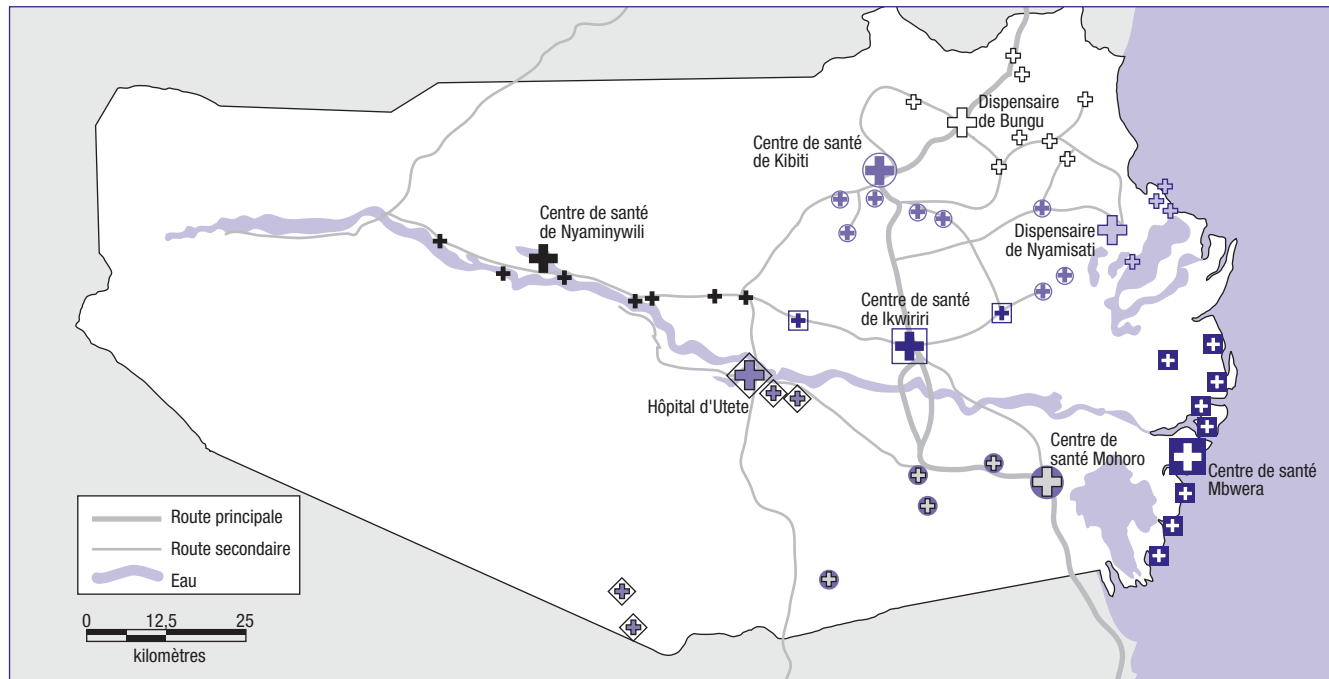 Dispensaire
de Bungu
Centre de santé
de Kibiti
Centre de santé
de Nyaminywili
Dispensaire
de Nyamisati
Centre de santé
de Ikwiriri
Hôpital d'Utete
Centre de
santé Mohoro
Centre de santé
Mbwera
Route principale
Route secondaire
Eau
0 12,5 25
kilomètres